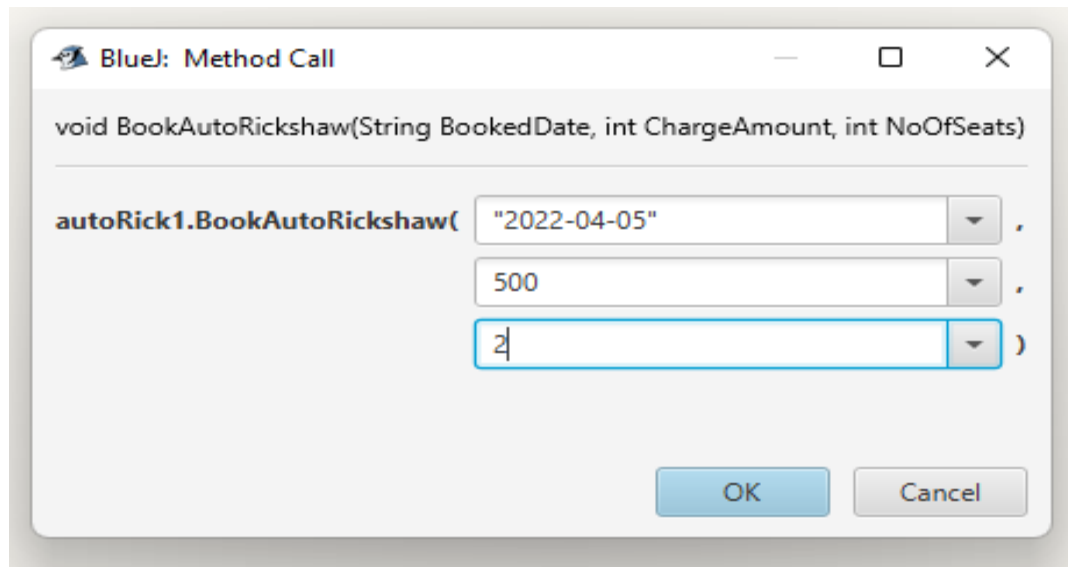 BlueJ: Method Call
void BookAutoRickshaw(String BookedDate, int ChargeAmount, int NoOfSeats)
autoRick1.BookAutoRickshaw( "2022-04-05" ,
500 ,
2 )
OK Cancel